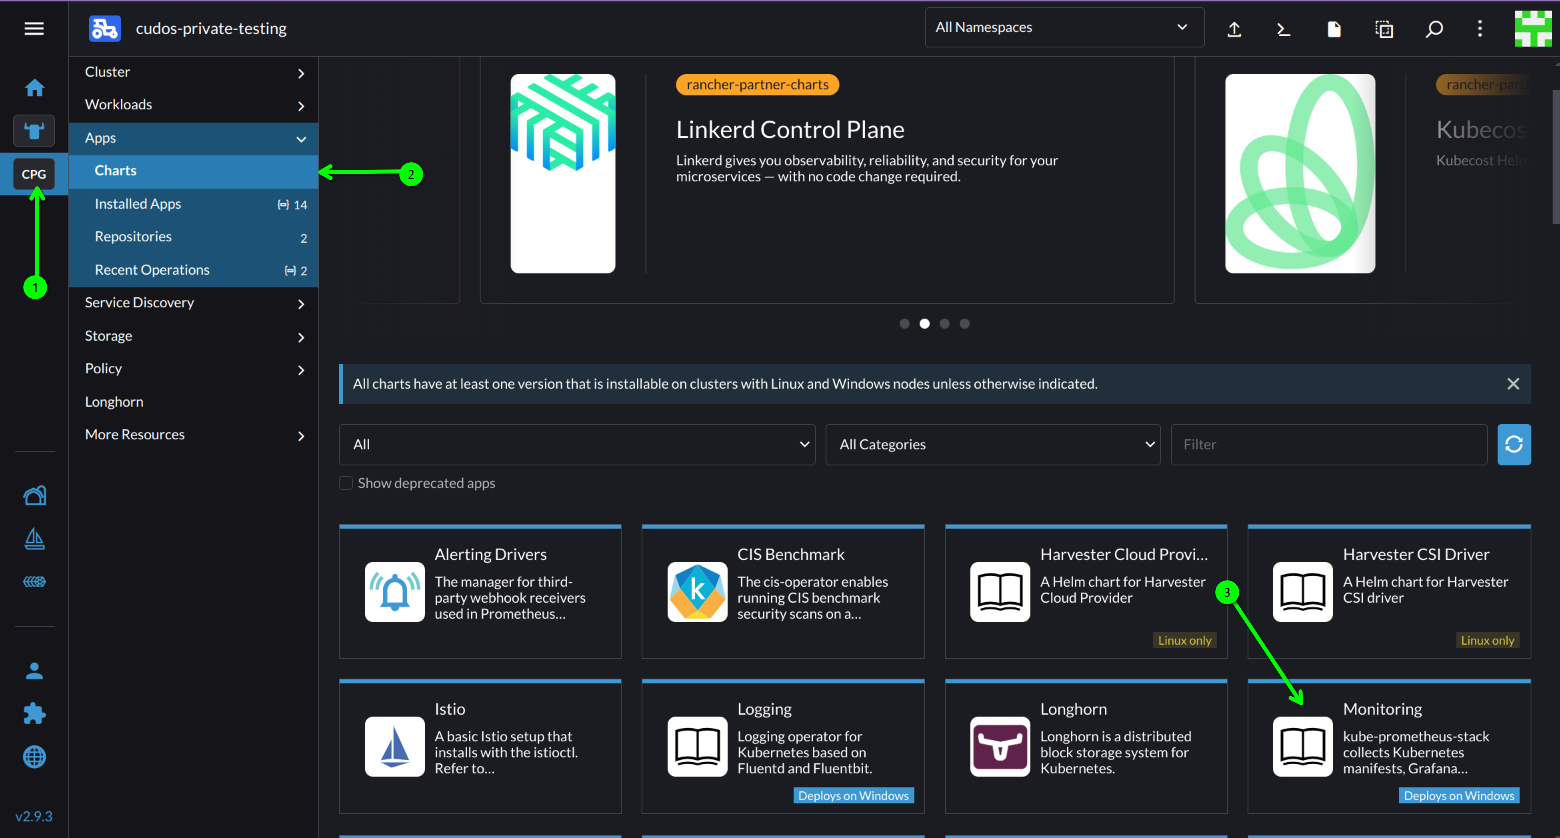 cudos-private-testing
All Namespaces
Cluster
Workloads
Apps
Charts
2
CPG
Installed Apps
14
Repositories
2
Recent Operations
2
1
Service Discovery
Storage
Policy
Longhorn
More Resources
v2.9.3
rancher-partner-charts
Linkerd Control Plane
Linkerd gives you observability, reliability, and security for your
microservices — with no code change required.
rancher-part
Kubecos
Kubecost Helm
All charts have at least one version that is installable on clusters with Linux and Windows nodes unless otherwise indicated.
All
All Categories
Filter
Show deprecated apps
Alerting Drivers
The manager for third-
party webhook receivers
used in Prometheus...
CIS Benchmark
The cis-operator enables
running CIS benchmark
security scans on a...
Harvester Cloud Provi...
A Helm chart for Harvester
Cloud Provider
Linux only
3
Harvester CSI Driver
A Helm chart for Harvester
CSI driver
Linux only
Istio
A basic Istio setup that
installs with the istioctl.
Refer to...
Logging
Logging operator for
Kubernetes based on
Fluentd and Fluentbit.
Deploys on Windows
Longhorn
Longhorn is a distributed
block storage system for
Kubernetes.
Monitoring
kube-prometheus-stack
collects Kubernetes
manifests, Grafana...
Deploys on Windows